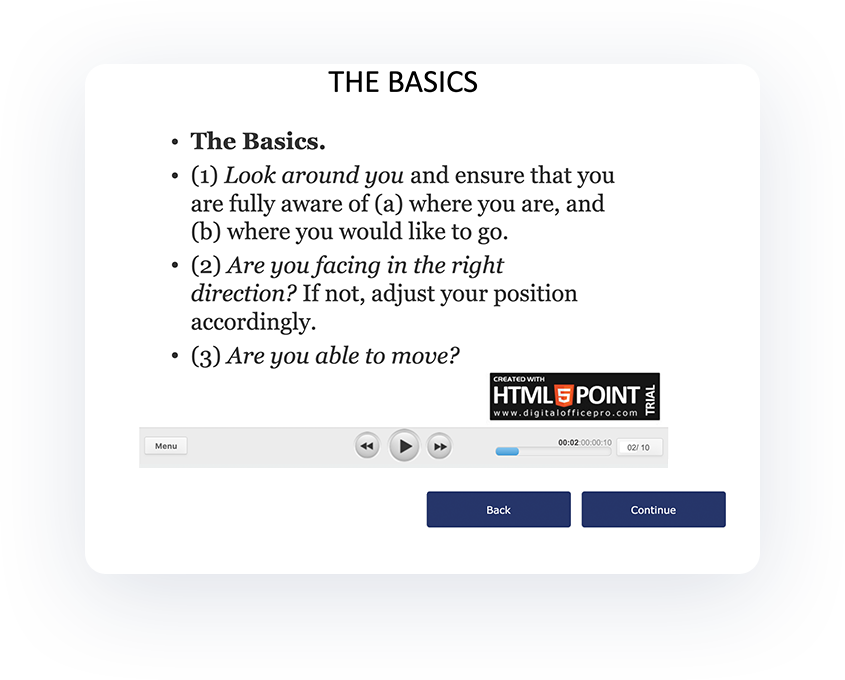 THE BASICS
• The Basics.
• (1) Look around you and ensure that you
are fully aware of (a) where you are, and
(b) where you would like to go.
• (2) Are you facing in the right
direction? If not, adjust your position
accordingly.
• (3) Are you able to move?
CREATED WITH
HTML5POINT TRIAL
www.digitalofficepro.com
Menu
00:02:00:00:10
02/ 10
Back
Continue